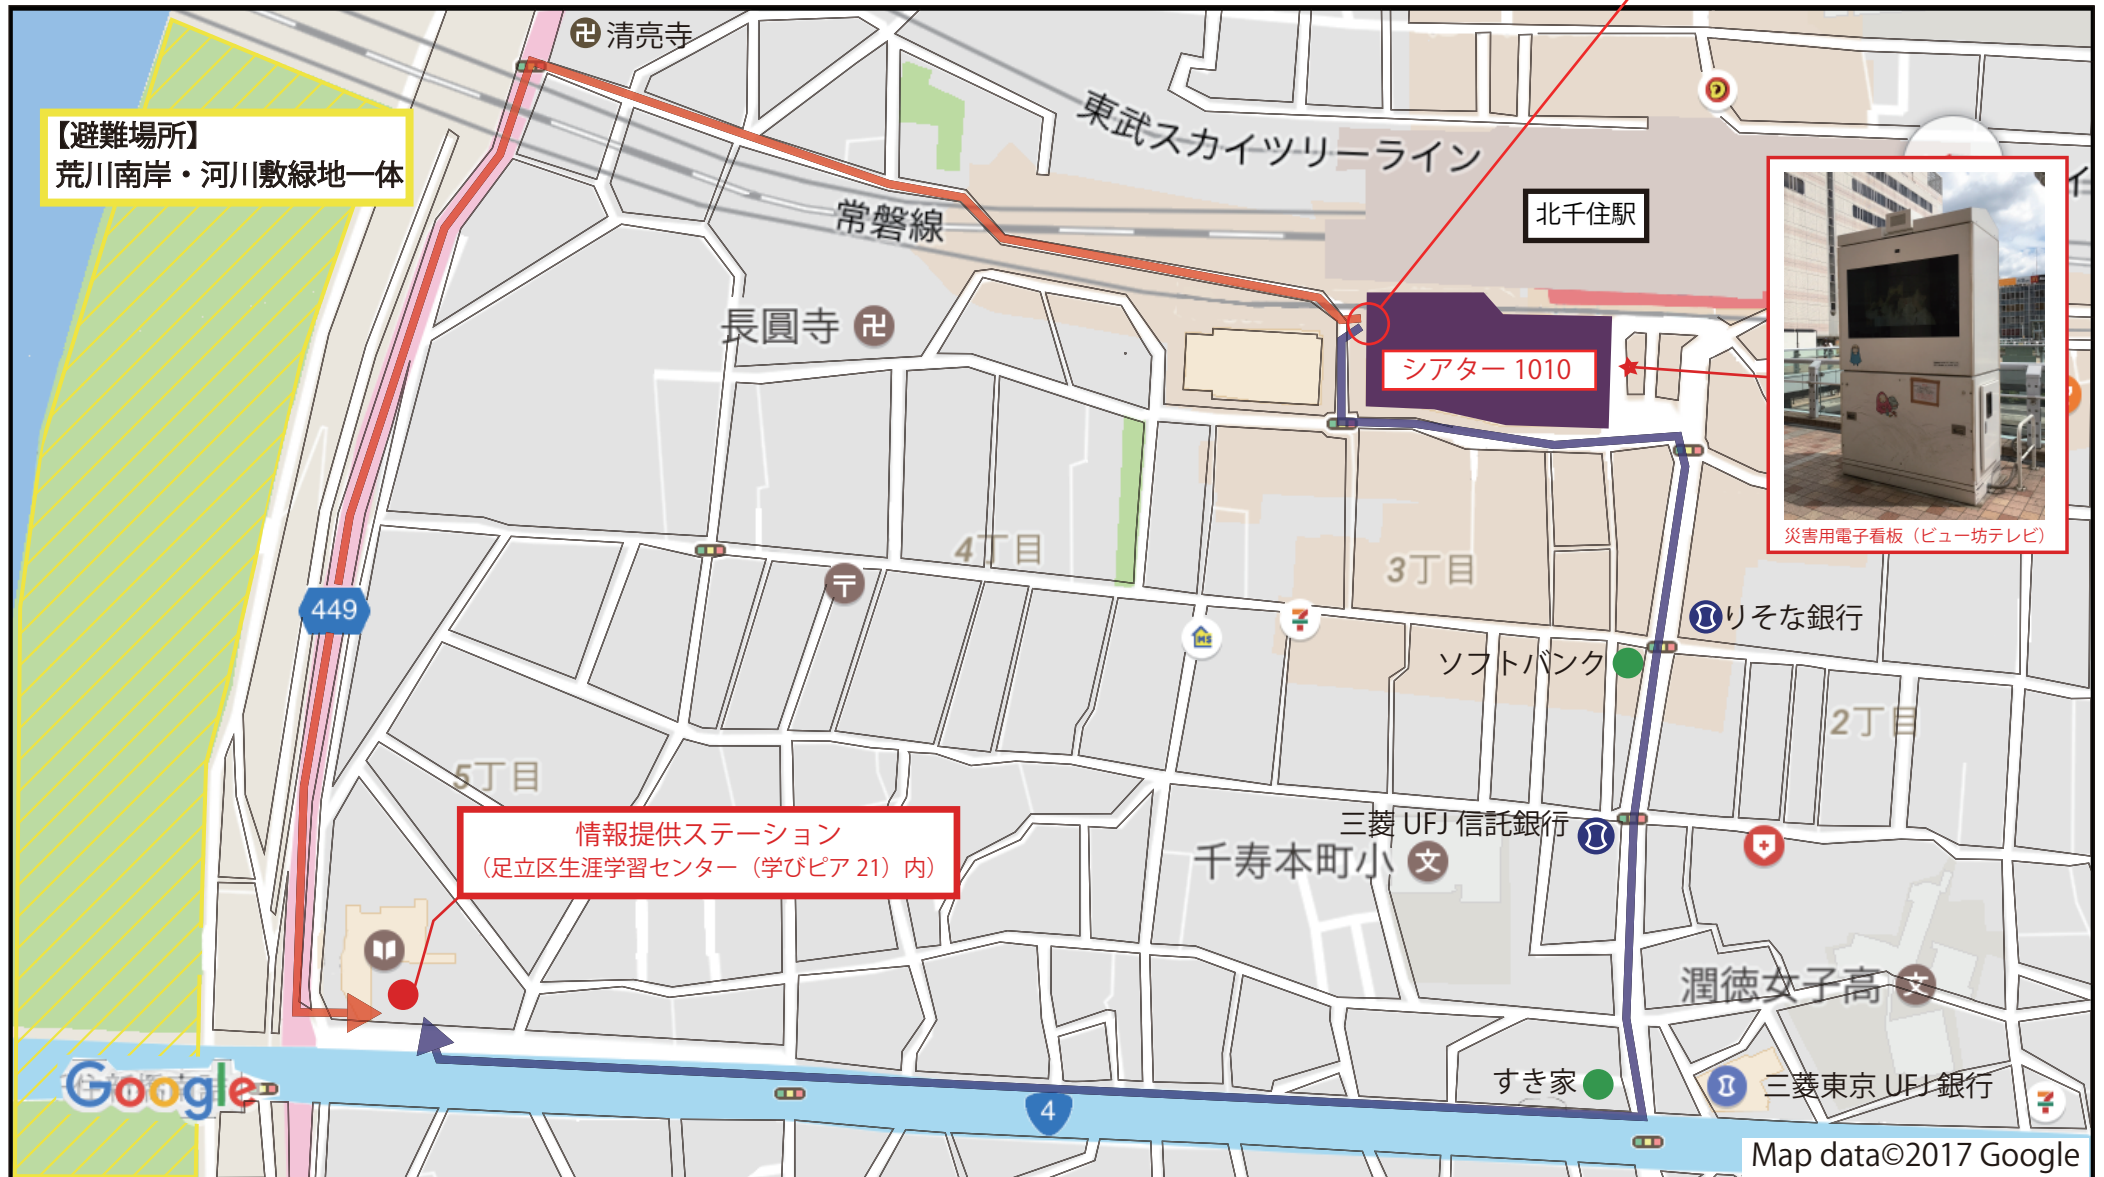 清亮寺
【避難場所】
荒川南岸・河川敷緑地一体
東武スカイツリーライン
常磐線
北千住駅
長圓寺
シアター 1010
災害用電子看板（ビュー坊テレビ）
4丁目
3丁目
449
りそな銀行
ソフトバンク
2丁目
5丁目
情報提供ステーション
（足立区生涯学習センター（学びピア 21）内）
三菱 UFJ 信託銀行
千寿本町小
文
潤徳女子高
文
すき家
三菱東京 UFJ 銀行
4
Google
Map data©2017 Google